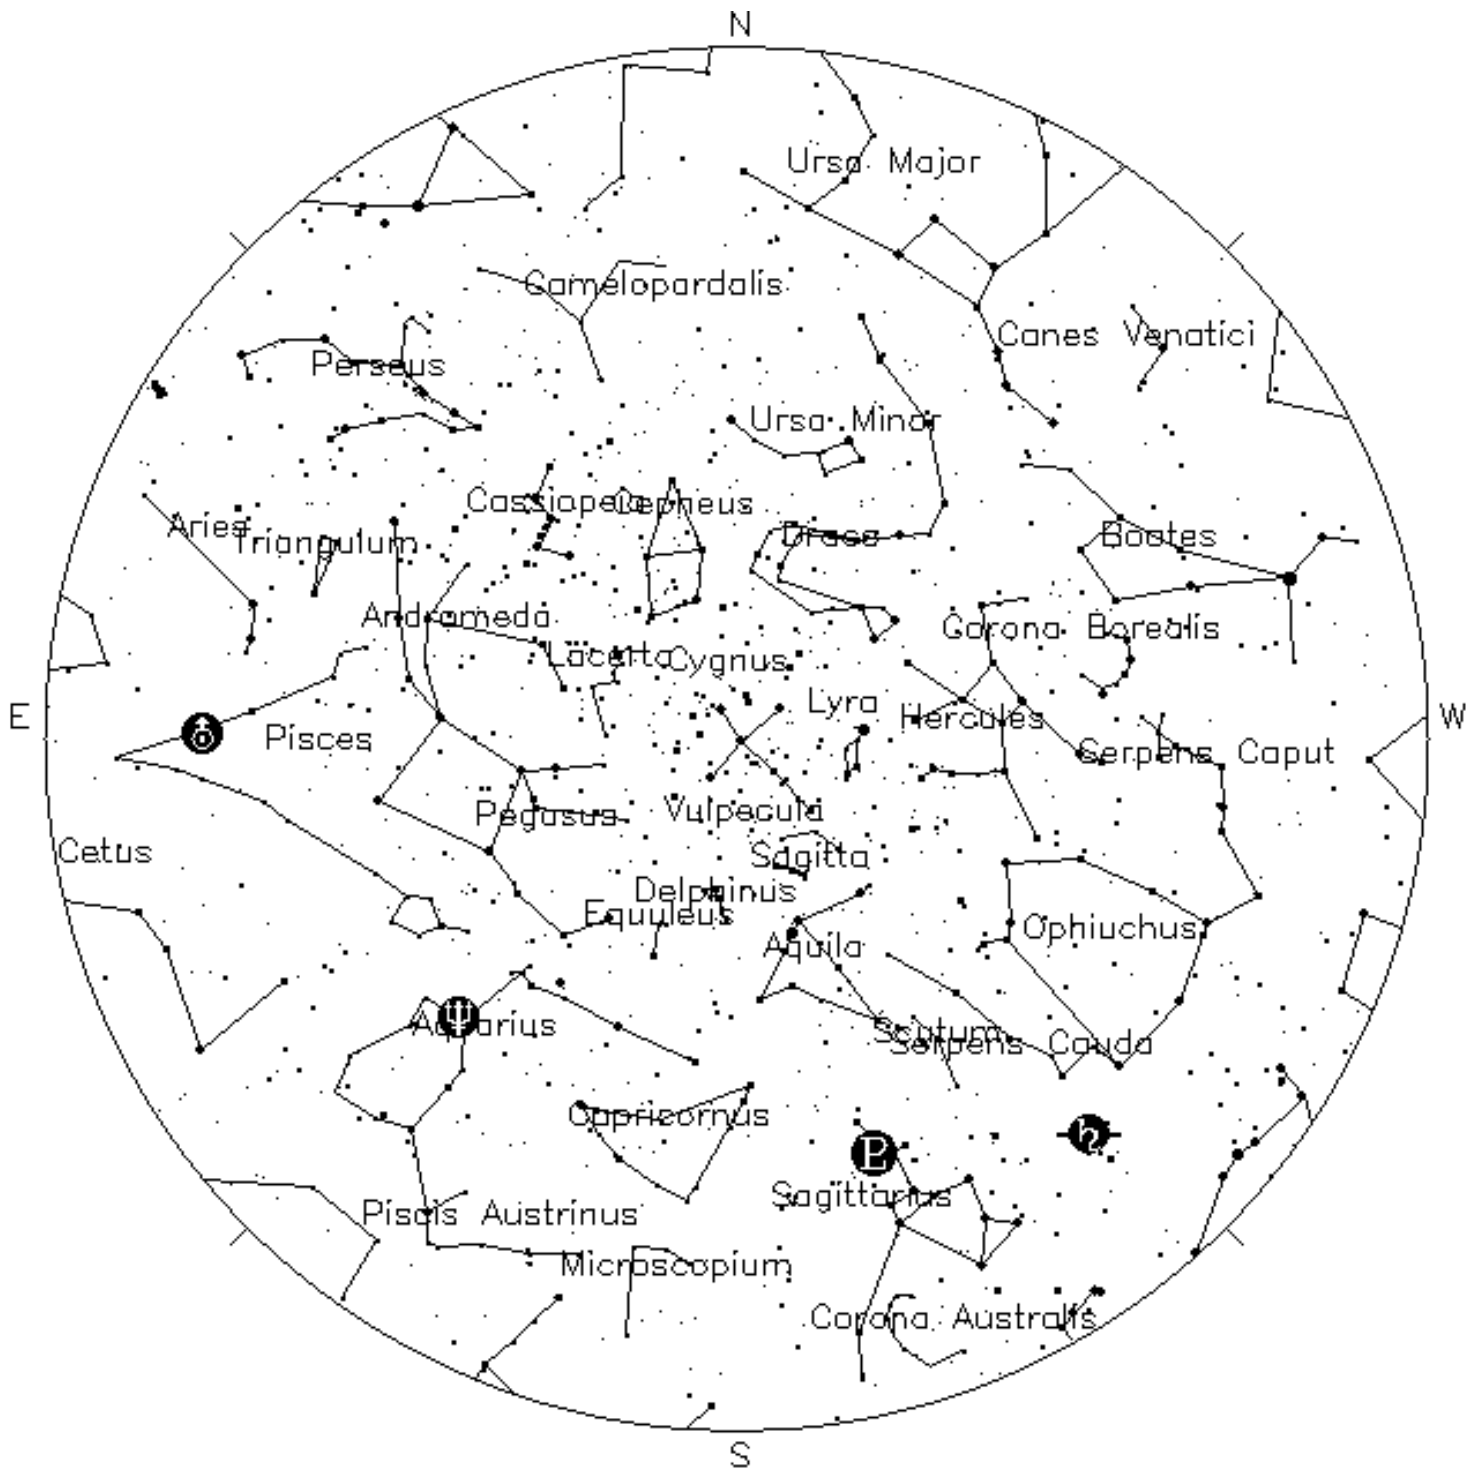 N
Ursa Major
Camelopardalis
Canes Venatici
Perseus
Ursa Minor
Cassiopeia
Cepheus
Aries
Triangulum
Draco
Bootes
Andromeda
Corona Borealis
Lacerta
Cygnus
Lyra
Hercules
E
W
Pisces
Serpens Caput
Pegasus
Vulpecula
Cetus
Sagitta
Delphinus
Equuleus
Ophiuchus
Aquila
Aquarius
Scutum
Serpens Cauda
Capricornus
P
Sagittarius
Piscis Austrinus
Microscopium
Corona Australis
S